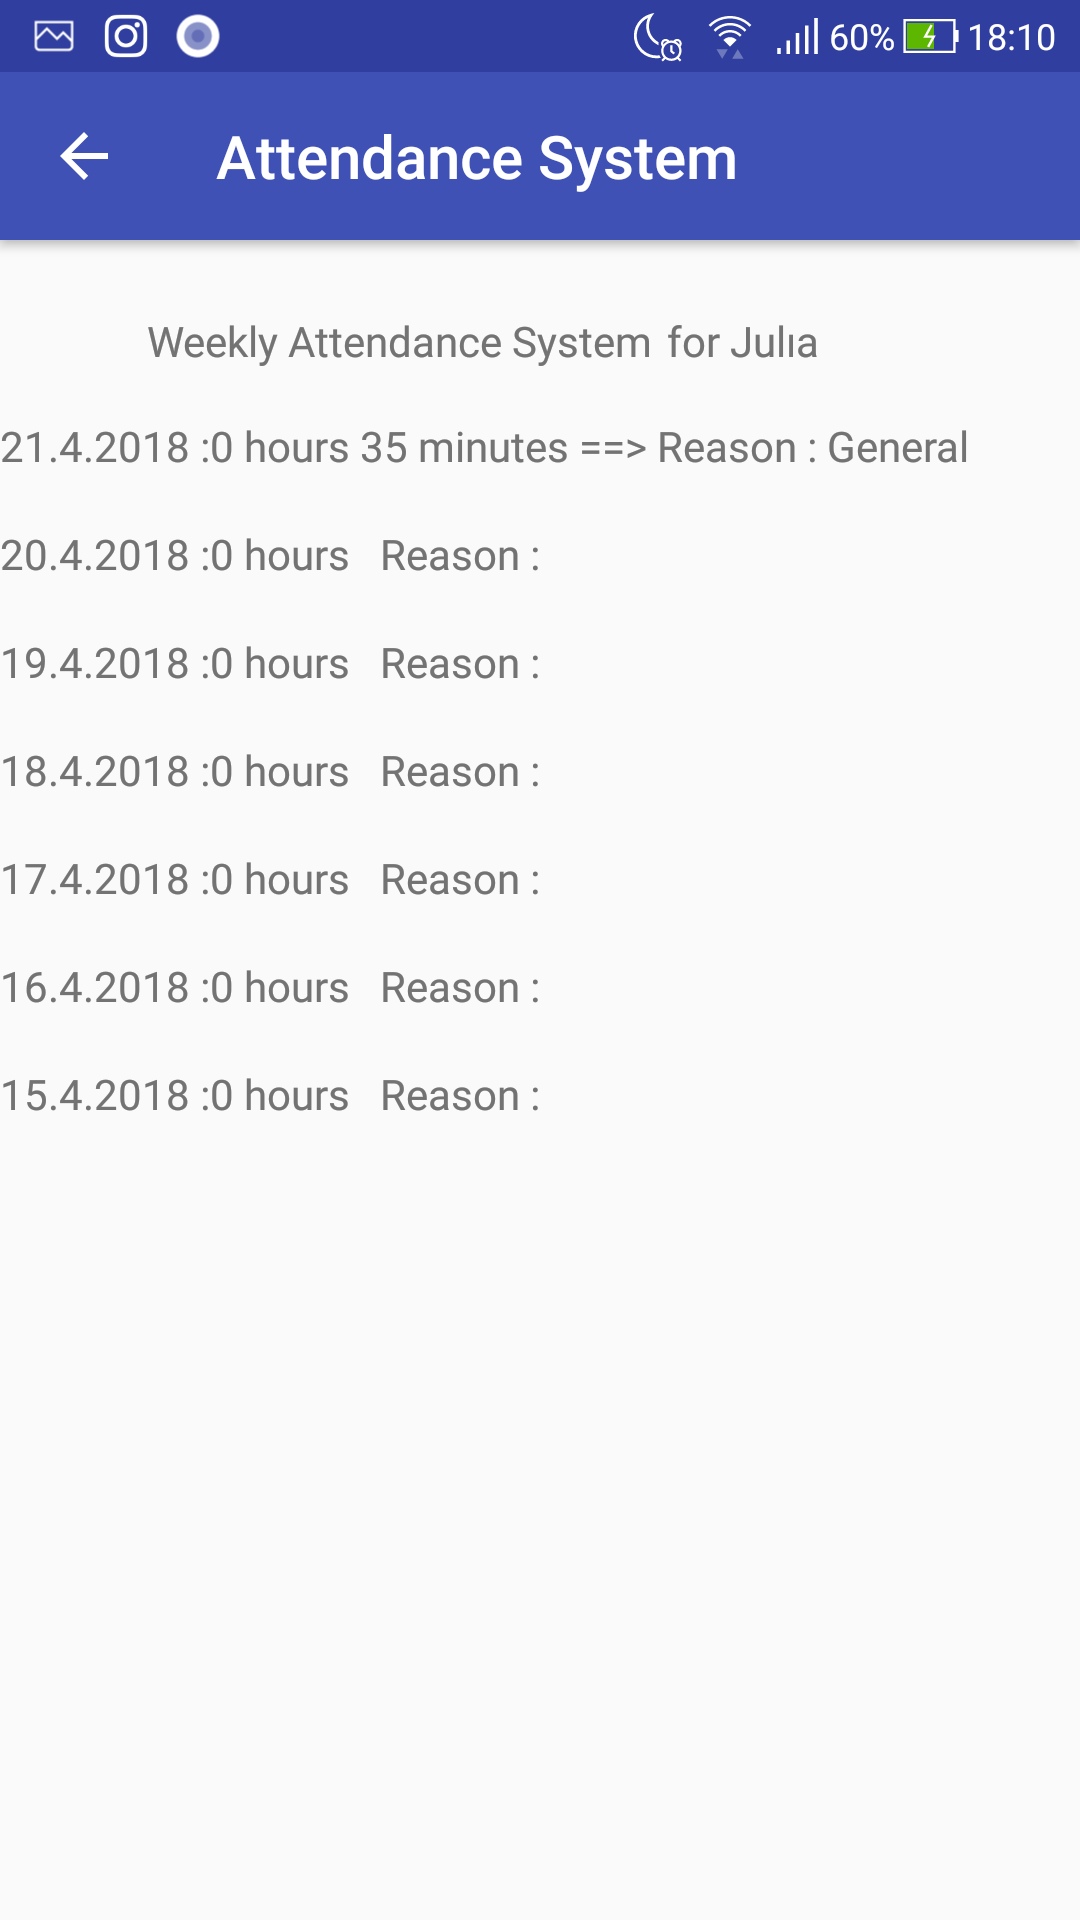 60% 18:10
Attendance System
Weekly Attendance System for Julıa
21.4.2018 :0 hours 35 minutes ==> Reason : General
20.4.2018 :0 hours Reason :
19.4.2018 :0 hours Reason :
18.4.2018 :0 hours Reason :
17.4.2018 :0 hours Reason :
16.4.2018 :0 hours Reason :
15.4.2018 :0 hours Reason :